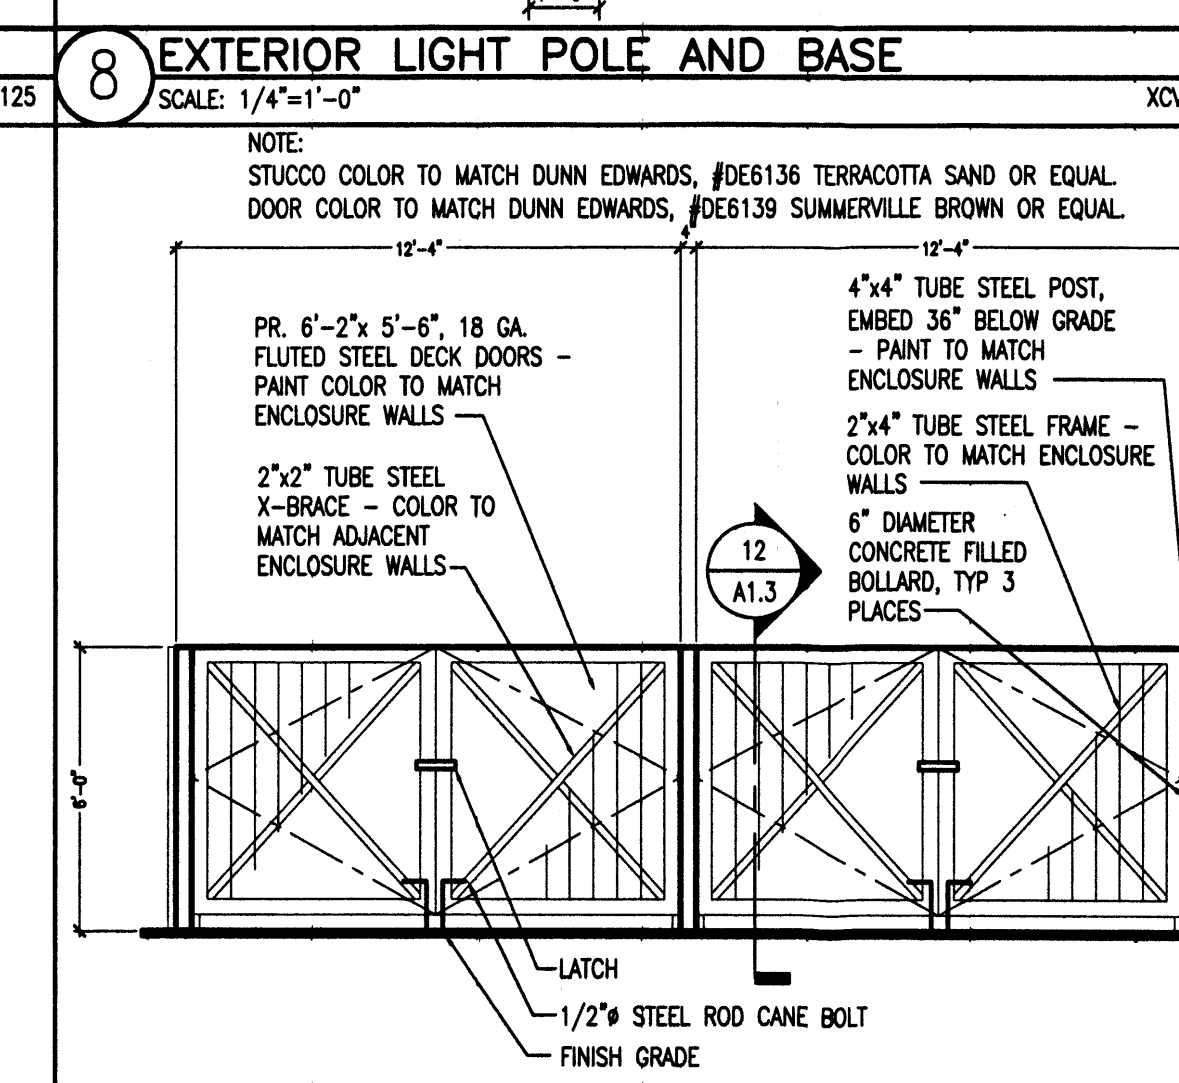 8
EXTERIOR LIGHT POLE AND BASE
125
SCALE: 1/4"=1'-0"
NOTE:
STUCCO COLOR TO MATCH DUNN EDWARDS, #DE6136 TERRACOTTA SAND OR EQUAL.
DOOR COLOR TO MATCH DUNN EDWARDS, #DE6139 SUMMERVILLE BROWN OR EQUAL.
12'-4"
4"
12'-4"
PR. 6'-2"x 5'-6", 18 GA.
FLUTED STEEL DECK DOORS -
PAINT COLOR TO MATCH
ENCLOSURE WALLS
2"x2" TUBE STEEL
X-BRACE - COLOR TO
MATCH ADJACENT
ENCLOSURE WALLS
4"x4" TUBE STEEL POST,
EMBED 36" BELOW GRADE
- PAINT TO MATCH
ENCLOSURE WALLS
2"x4" TUBE STEEL FRAME -
COLOR TO MATCH ENCLOSURE
WALLS
6" DIAMETER
CONCRETE FILLED
BOLLARD, TYP 3
PLACES
12
A1.3
6'-0"
LATCH
1/2"ø STEEL ROD CANE BOLT
FINISH GRADE